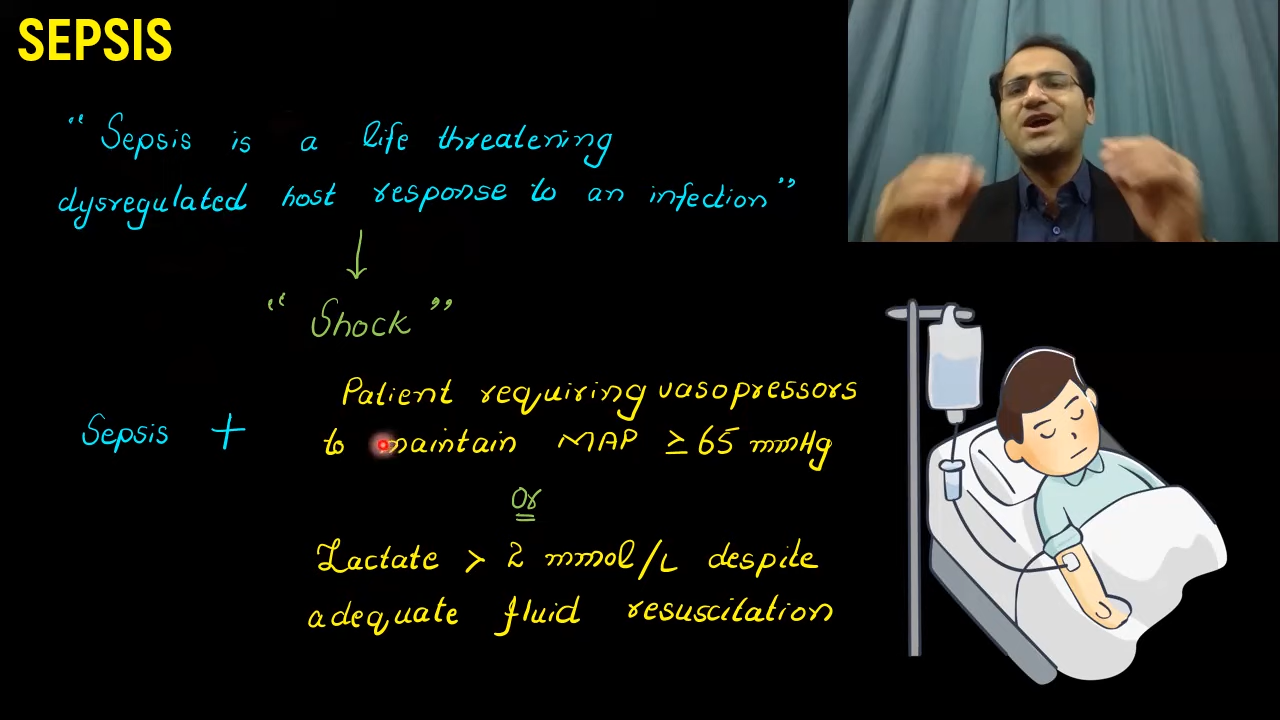 SEPSIS
“ Sepsis is a life threatening
dysregulated host response to an infection ”
“ Shock ”
Patient requiring vasopressors
Sepsis + to maintain MAP ≥ 65 mmHg
Or
Lactate > 2 mmol/L despite
adequate fluid resuscitation